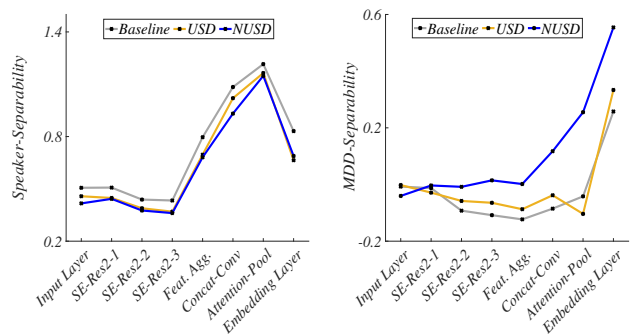 Baseline USD NUSD
Speaker-Separability
1.4
0.8
0.2
Input Layer
SE-Res2-1
SE-Res2-2
SE-Res2-3
Feat. Agg.
Concat-Conv
Attention-Pool
Embedding Layer
Baseline USD NUSD
MDD-Separability
0.6
0.2
-0.2
Input Layer
SE-Res2-1
SE-Res2-2
SE-Res2-3
Feat. Agg.
Concat-Conv
Attention-Pool
Embedding Layer